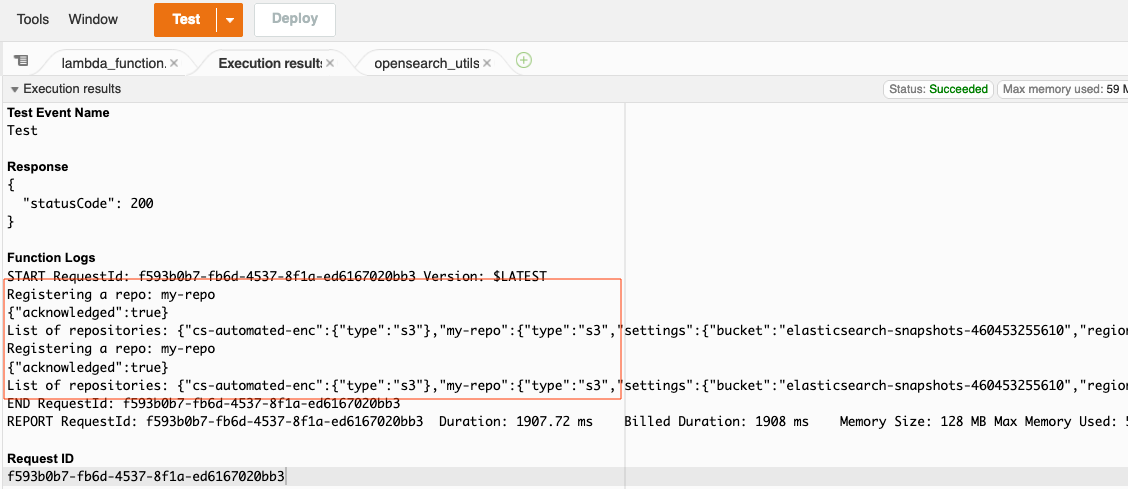 Tools Window Test Deploy
lambda_function. Execution results opensearch_utils
Execution results Status: Succeeded Max memory used: 59 M
Test Event Name
Test
Response
{
"statusCode": 200
}
Function Logs
START RequestId: f593b0b7-fb6d-4537-8f1a-ed6167020bb3 Version: $LATEST
Registering a repo: my-repo
{"acknowledged":true}
List of repositories: {"cs-automated-enc":{"type":"s3"},"my-repo":{"type":"s3","settings":{"bucket":"elasticsearch-snapshots-460453255610","region
Registering a repo: my-repo
{"acknowledged":true}
List of repositories: {"cs-automated-enc":{"type":"s3"},"my-repo":{"type":"s3","settings":{"bucket":"elasticsearch-snapshots-460453255610","region
END RequestId: f593b0b7-fb6d-4537-8f1a-ed6167020bb3
REPORT RequestId: f593b0b7-fb6d-4537-8f1a-ed6167020bb3 Duration: 1907.72 ms Billed Duration: 1908 ms Memory Size: 128 MB Max Memory Used: 5
Request ID
f593b0b7-fb6d-4537-8f1a-ed6167020bb3